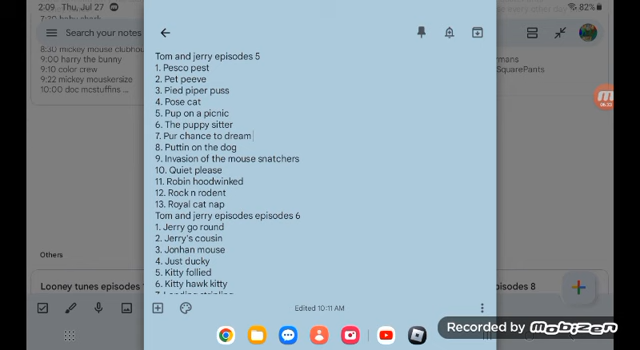 2:09 Thu, Jul 27
82%
7:30 baby shark
Search your notes
8:30 mickey mouse clubhou
9:00 harry the bunny
9:10 color crew
9:22 mickey mousekersize
10:00 doc mcstuffins ...
SquarePants
Tom and jerry episodes 5
1. Pesco pest
2. Pet peeve
3. Pied piper puss
4. Pose cat
5. Pup on a picnic
6. The puppy sitter
7. Pur chance to dream
8. Puttin on the dog
9. Invasion of the mouse snatchers
10. Quiet please
11. Robin hoodwinked
12. Rock n rodent
13. Royal cat nap
Tom and jerry episodes episodes 6
1. Jerry go round
2. Jerry's cousin
3. Jonhan mouse
4. Just ducky
5. Kitty follied
6. Kitty hawk kitty
Others
Looney tunes episodes
pisodes 8
Edited 10:11 AM
Recorded by Mobizen